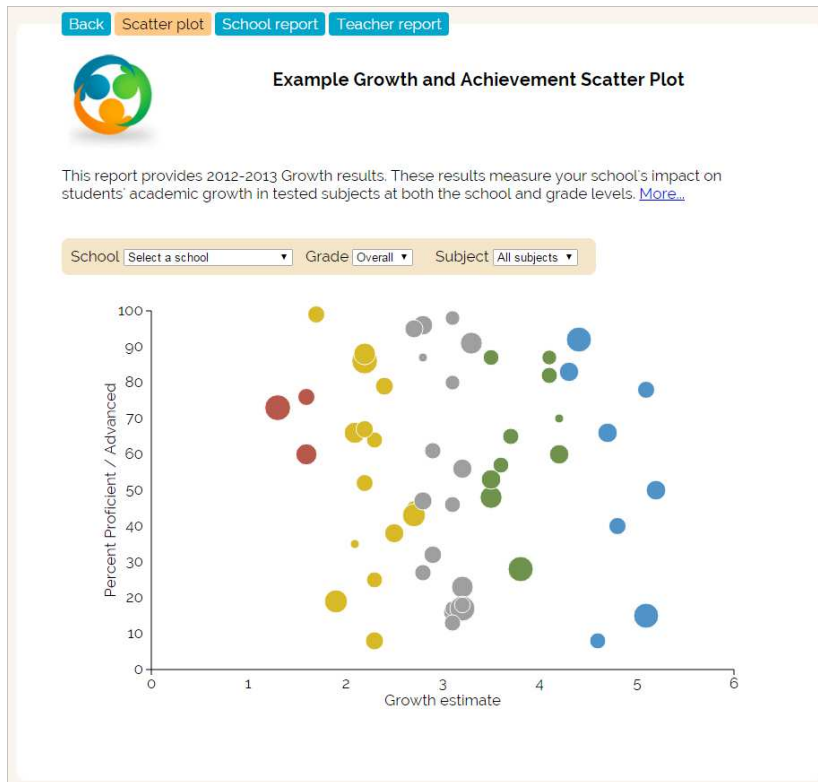 Back Scatter plot School report Teacher report
Example Growth and Achievement Scatter Plot
This report provides 2012-2013 Growth results. These results measure your school's impact on
students' academic growth in tested subjects at both the school and grade levels. More...
School Select a school Grade Overall Subject All subjects
Percent Proficient / Advanced
100
90
80
70
60
50
40
30
20
10
0
0 1 2 3 4 5 6
Growth estimate